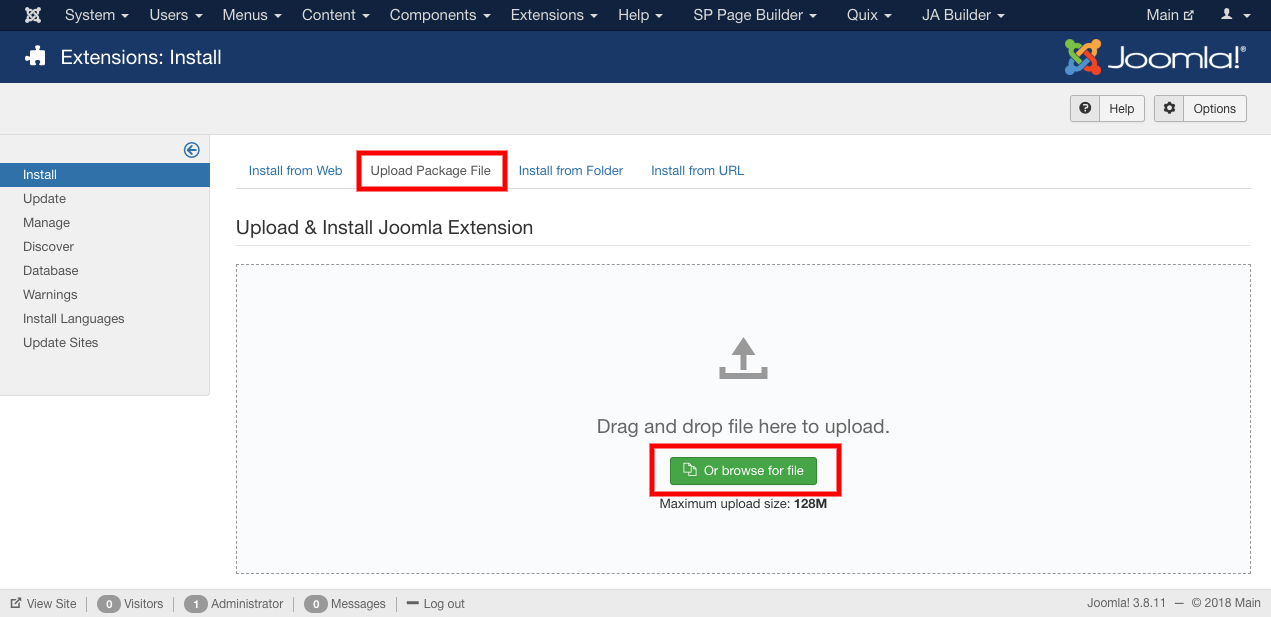 System Users Menus Content Components Extensions Help SP Page Builder Quix JA Builder Main
Extensions: Install
Joomla!®
Help Options
Install from Web Upload Package File Install from Folder Install from URL
Install
Update
Manage
Discover
Database
Warnings
Install Languages
Update Sites
Upload & Install Joomla Extension
Drag and drop file here to upload.
Or browse for file
Maximum upload size: 128M
View Site 0 Visitors 1 Administrator 0 Messages Log out
Joomla! 3.8.11 — © 2018 Main